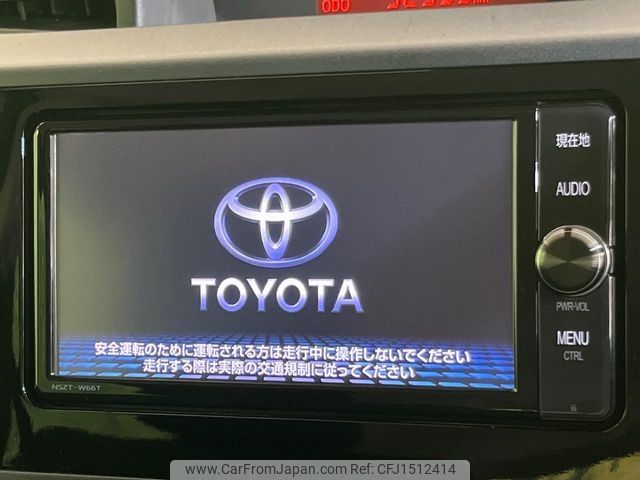 ODO
現在地
AUDIO
TOYOTA
PWR-VOL
MENU
CTRL
安全運転のために運転される方は走行中に操作しないでください
走行する際は実際の交通規制に従ってください
NSZT-W66T
www.CarFromJapan.com CFJ1512414